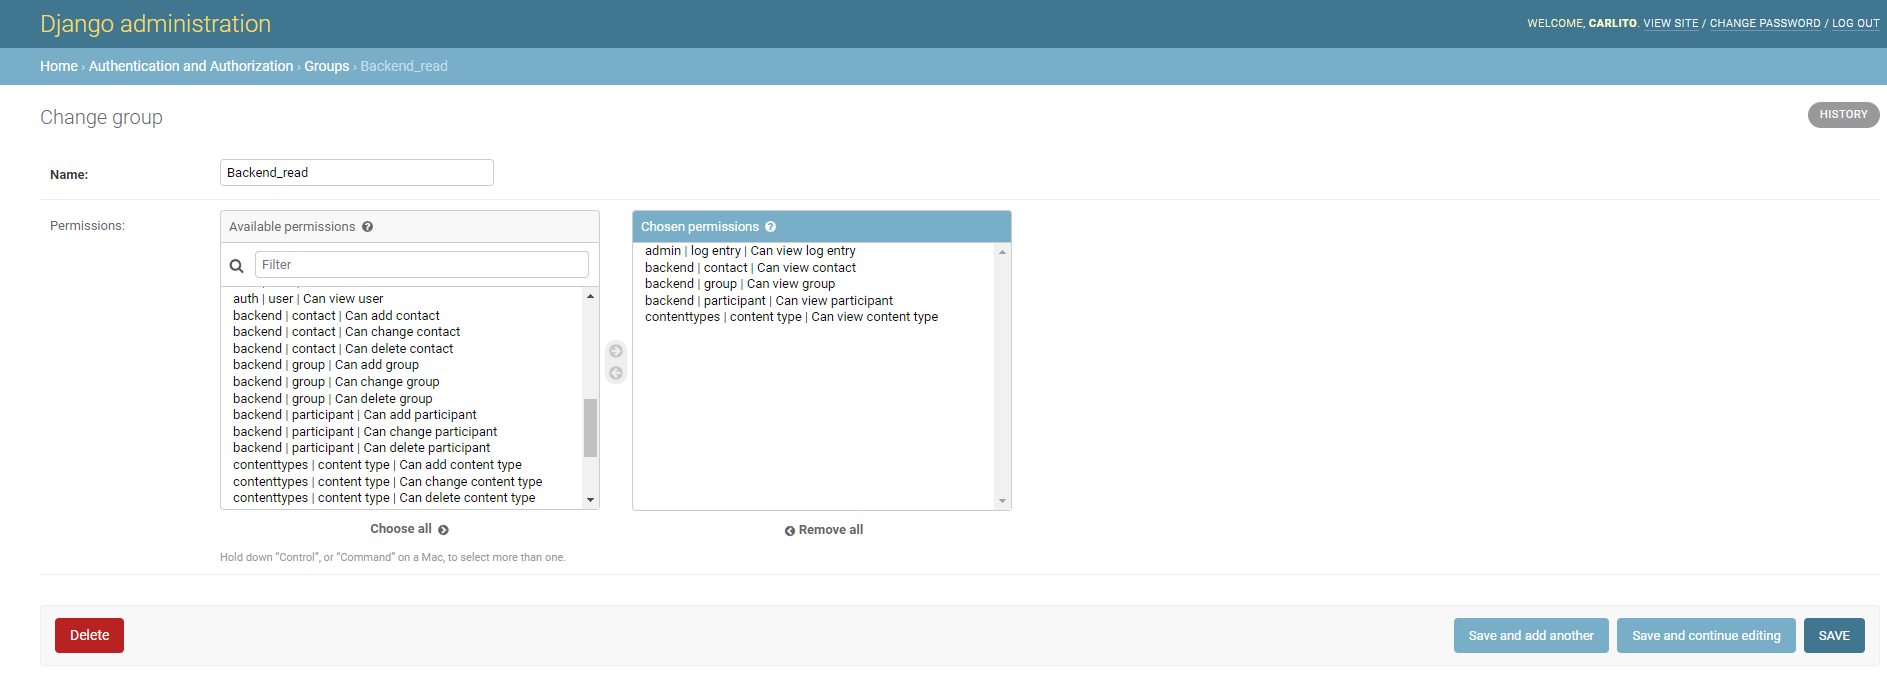 Django administration
WELCOME, CARLITO. VIEW SITE / CHANGE PASSWORD / LOG OUT
Home › Authentication and Authorization › Groups › Backend_read
Change group
HISTORY
Name:
Backend_read
Permissions:
Available permissions
Filter
auth | user | Can view user
backend | contact | Can add contact
backend | contact | Can change contact
backend | contact | Can delete contact
backend | group | Can add group
backend | group | Can change group
backend | group | Can delete group
backend | participant | Can add participant
backend | participant | Can change participant
backend | participant | Can delete participant
contenttypes | content type | Can add content type
contenttypes | content type | Can change content type
contenttypes | content type | Can delete content type
Choose all
Hold down “Control”, or “Command” on a Mac, to select more than one.
Chosen permissions
admin | log entry | Can view log entry
backend | contact | Can view contact
backend | group | Can view group
backend | participant | Can view participant
contenttypes | content type | Can view content type
Remove all
Delete
Save and add another
Save and continue editing
SAVE